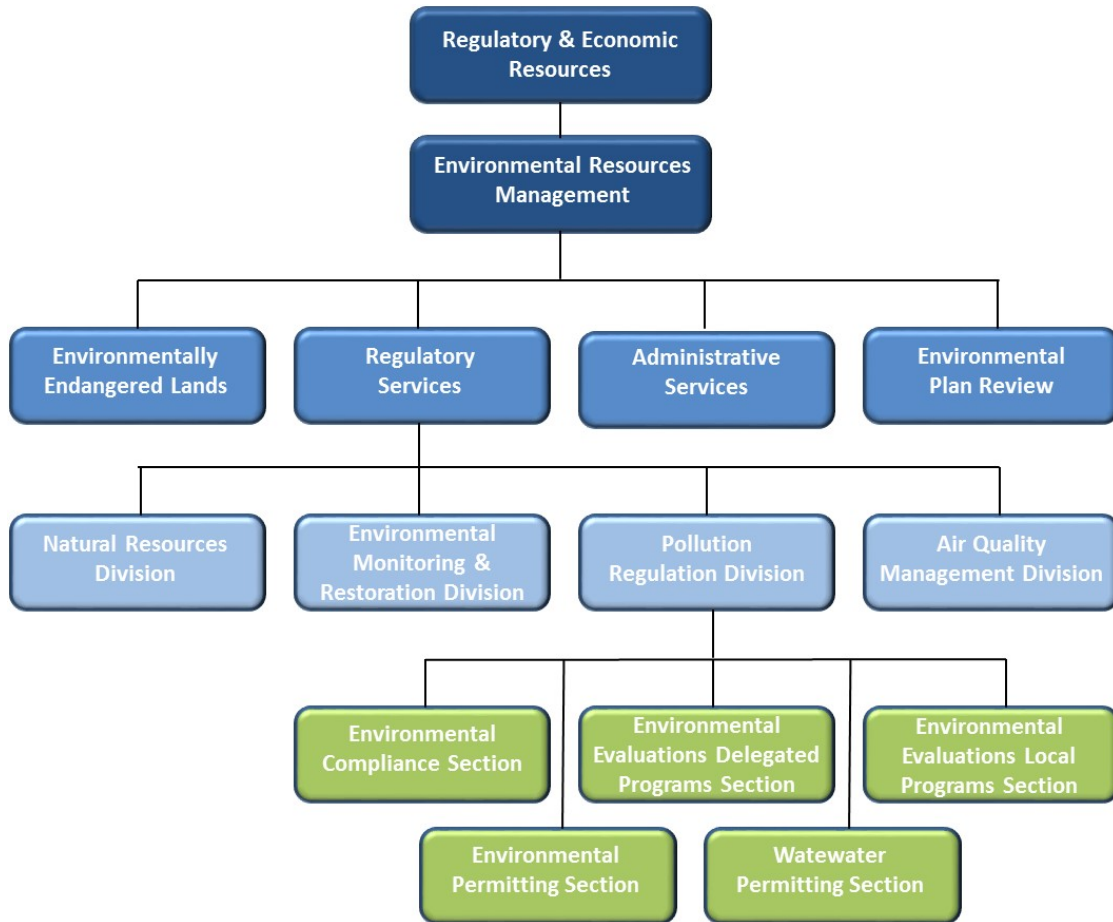 Regulatory & Economic
Resources
Environmental Resources
Management
Environmentally
Endangered Lands
Regulatory
Services
Administrative
Services
Environmental
Plan Review
Natural Resources
Division
Environmental
Monitoring &
Restoration Division
Pollution
Regulation Division
Air Quality
Management Division
Environmental
Compliance Section
Environmental
Evaluations Delegated
Programs Section
Environmental
Evaluations Local
Programs Section
Environmental
Permitting Section
Watewater
Permitting Section